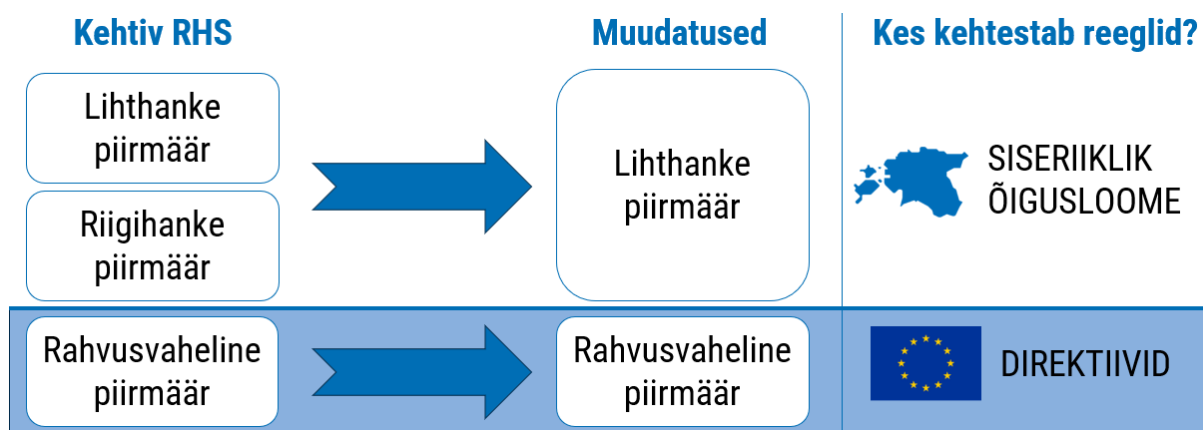 Kehtiv RHS
Muudatused
Kes kehtestab reeglid?
Lihthanke
piirmäär
Riigihanke
piirmäär
Lihthanke
piirmäär
SISERIIKLIK
ÕIGUSLOOME
Rahvusvaheline
piirmäär
Rahvusvaheline
piirmäär
DIREKTIIVID